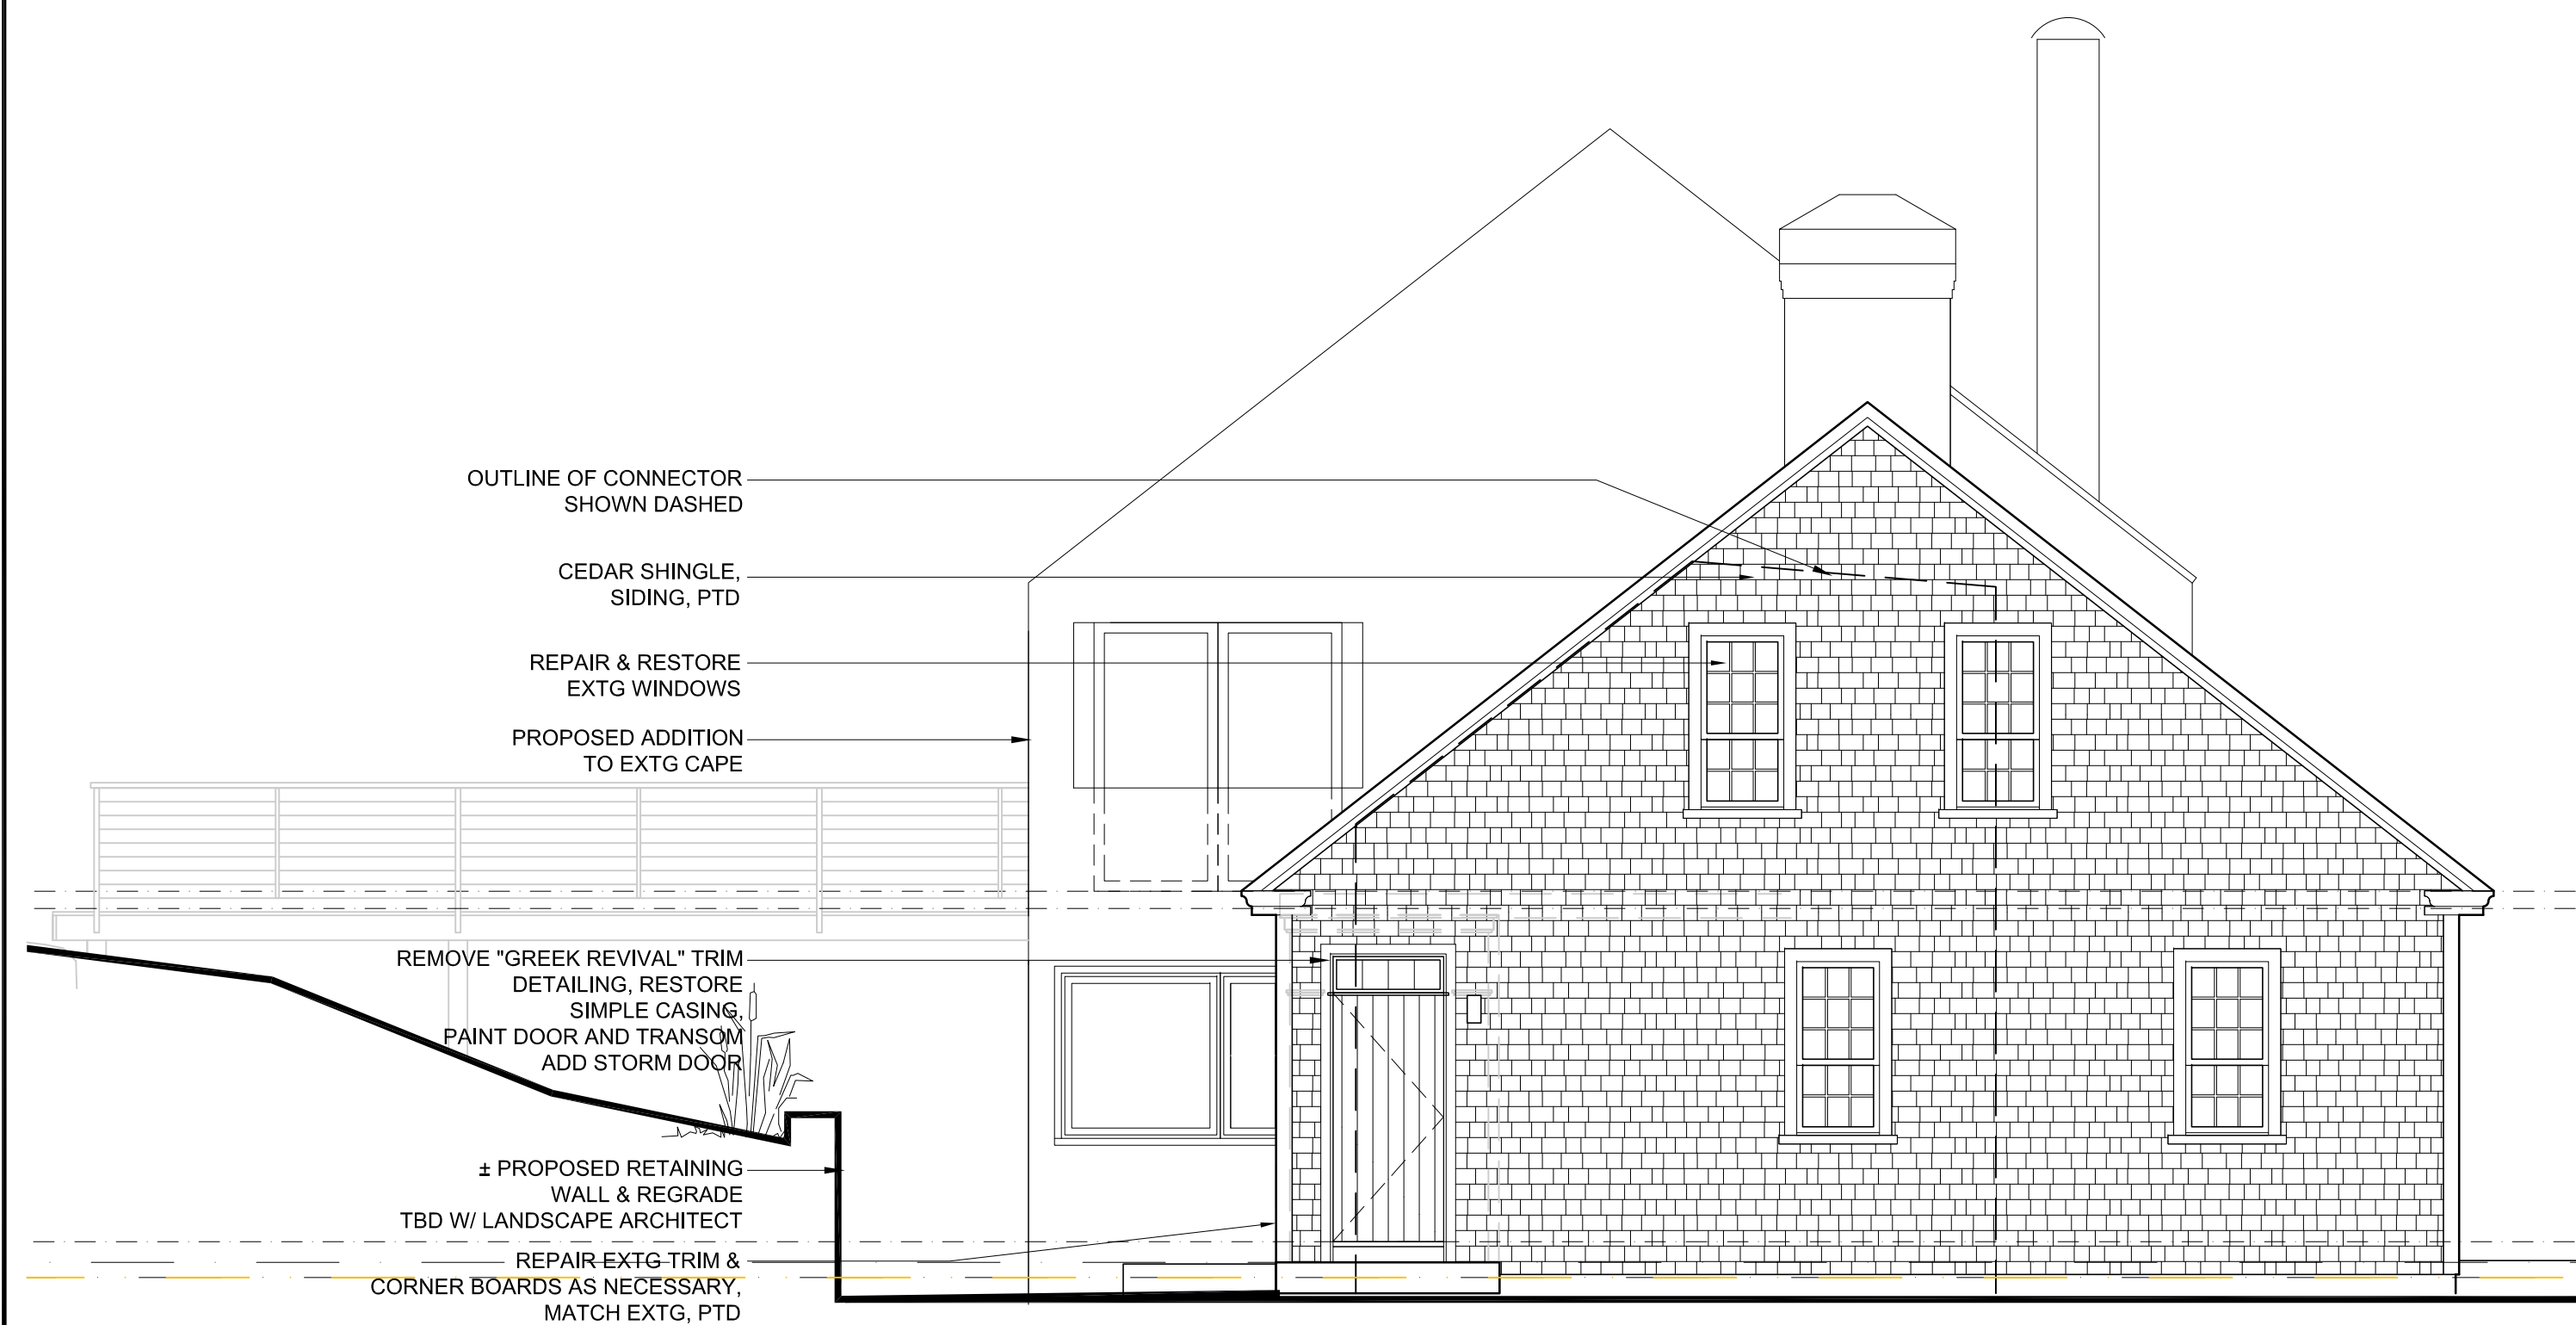 OUTLINE OF CONNECTOR
SHOWN DASHED
CEDAR SHINGLE,
SIDING, PTD
REPAIR & RESTORE
EXTG WINDOWS
PROPOSED ADDITION
TO EXTG CAPE
REMOVE "GREEK REVIVAL" TRIM
DETAILING, RESTORE
SIMPLE CASING,
PAINT DOOR AND TRANSOM
ADD STORM DOOR
± PROPOSED RETAINING
WALL & REGRADE
TBD W/ LANDSCAPE ARCHITECT
REPAIR EXTG TRIM &
CORNER BOARDS AS NECESSARY,
MATCH EXTG, PTD